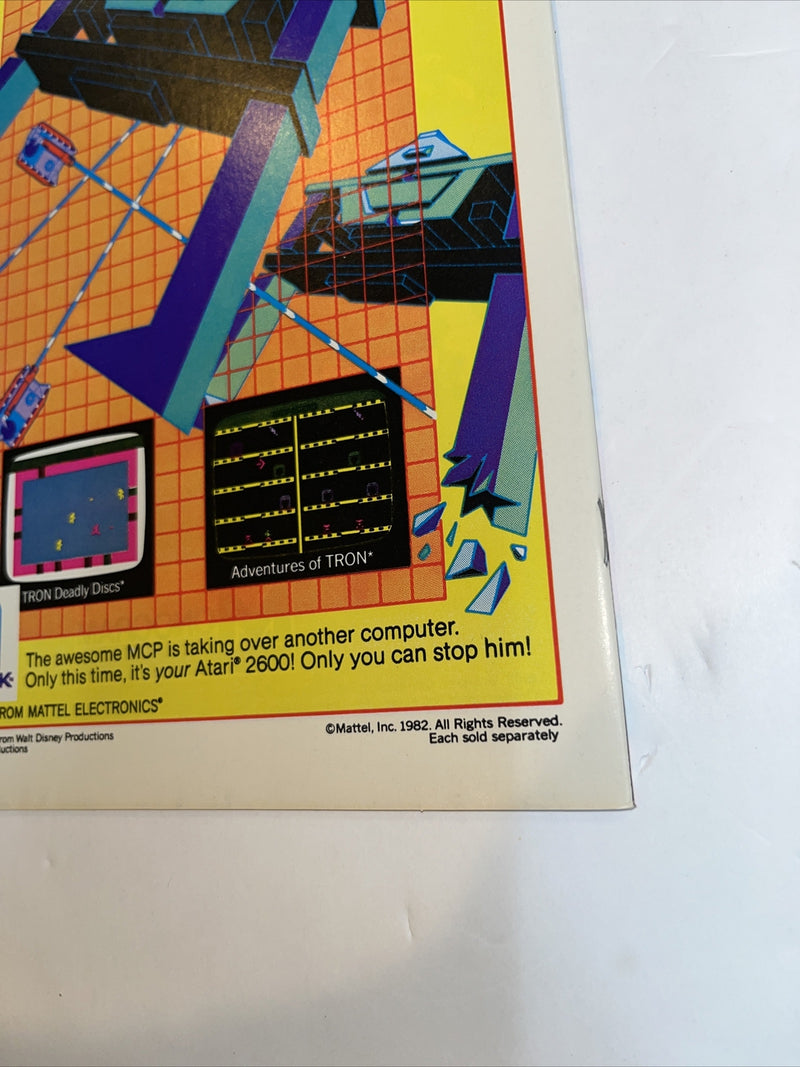 TRON Deadly Discs*
Adventures of TRON*
The awesome MCP is taking over another computer.
K® Only this time, it's your Atari® 2600! Only you can stop him!
ROM MATTEL ELECTRONICS®
rom Walt Disney Productions
uctions
©Mattel, Inc. 1982. All Rights Reserved.
Each sold separately